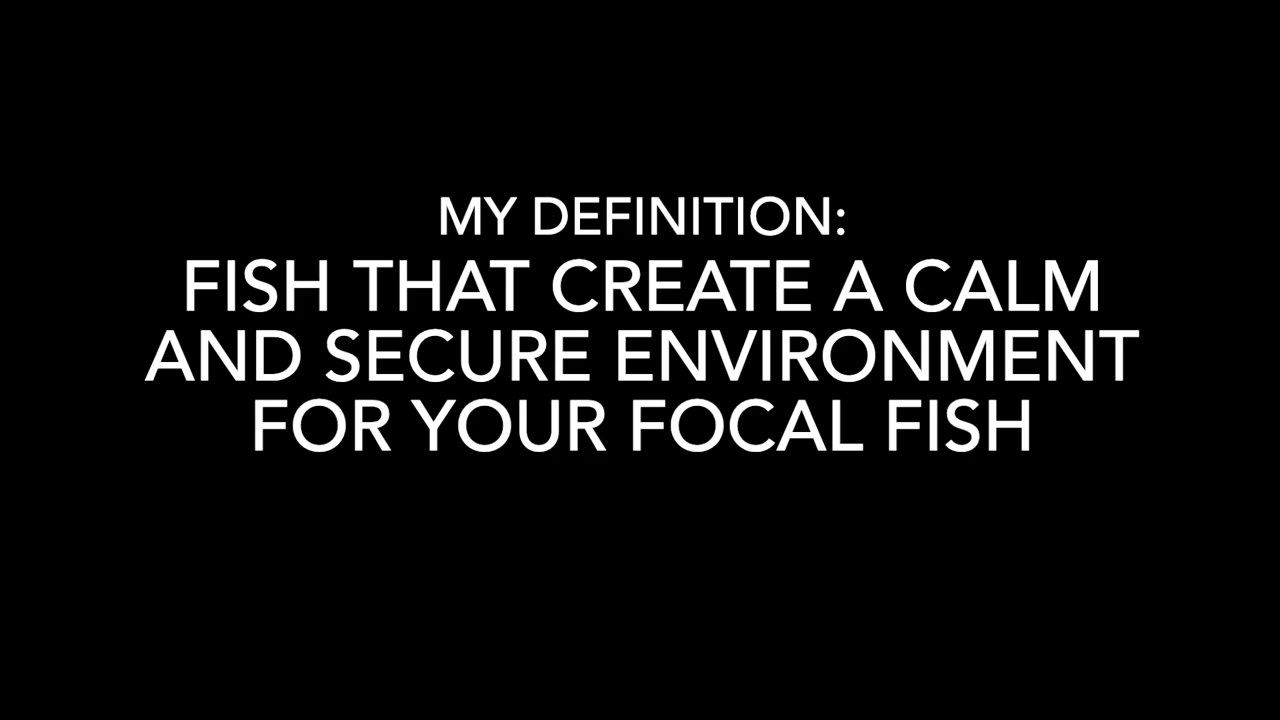 MY DEFINITION:
FISH THAT CREATE A CALM
AND SECURE ENVIRONMENT
FOR YOUR FOCAL FISH